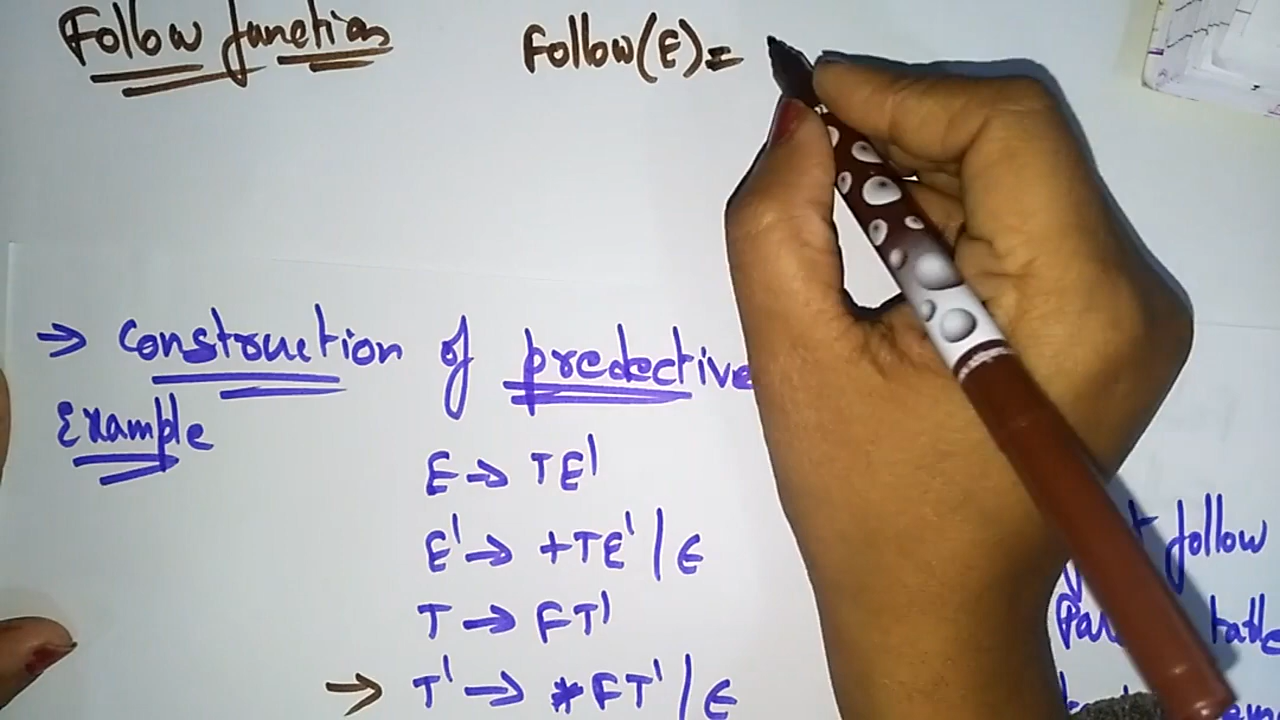 Follow function
Follow(E)=
→ Construction of predective
Example
E → TE'
E' → +TE' / ε
T → FT'
→ T' → *FT' / ε
follow